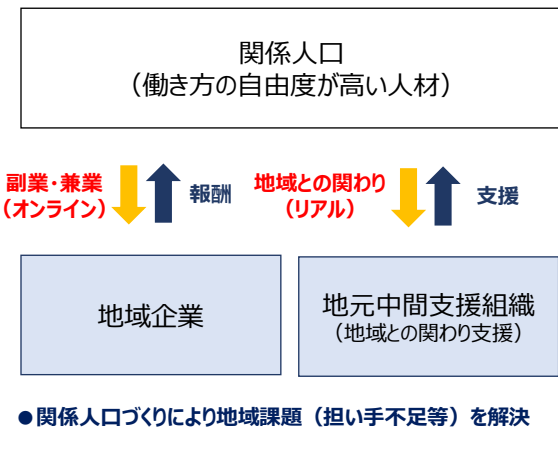 関係人口
（働き方の自由度が高い人材）
副業・兼業
（オンライン）
報酬
地域との関わり
（リアル）
支援
地域企業
地元中間支援組織
（地域との関わり支援）
●関係人口づくりにより地域課題（担い手不足等）を解決